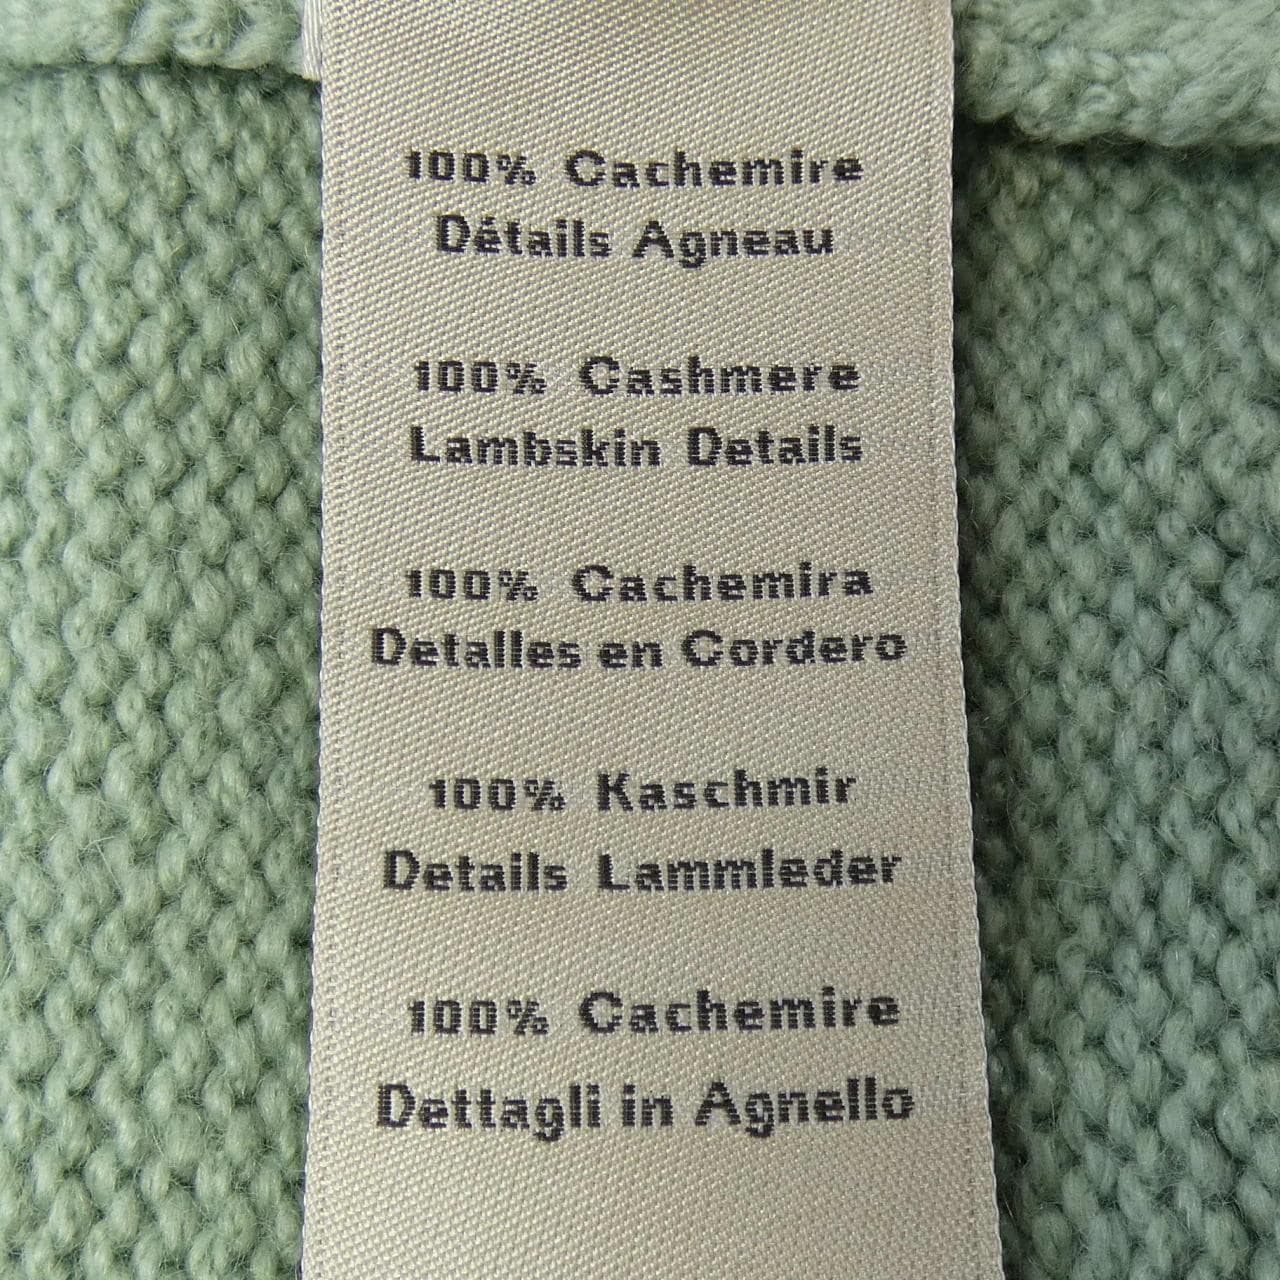 100% Cachemire
Détails Agneau
100% Cashmere
Lambskin Details
100% Cachemira
Detalles en Cordero
100% Kaschmir
Details Lammleder
100% Cachemire
Dettagli in Agnello